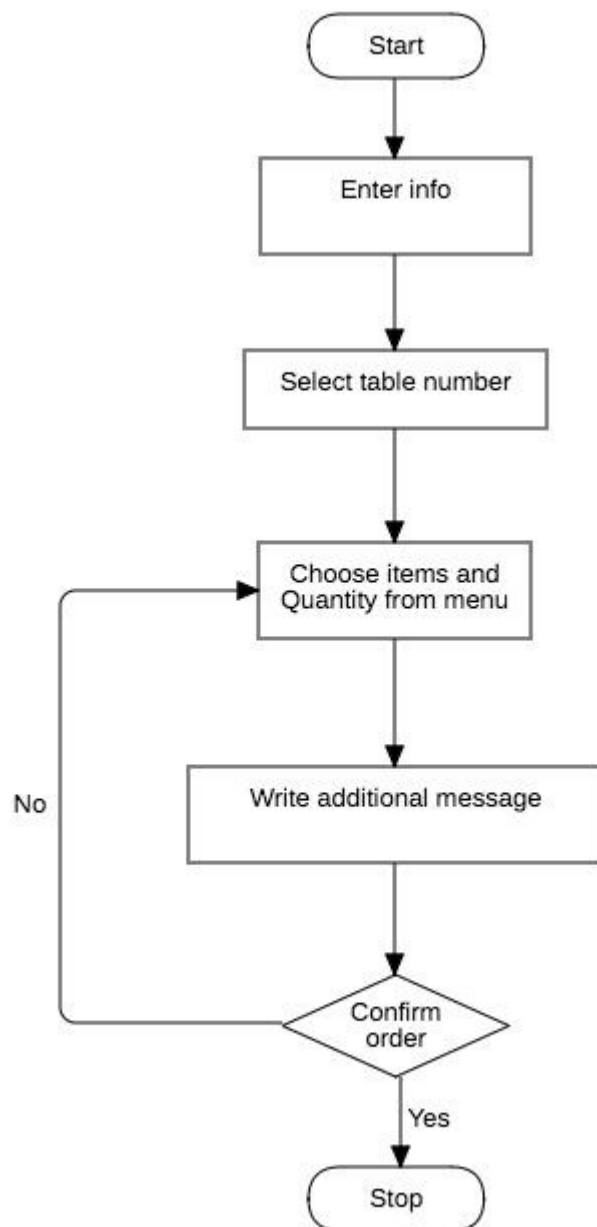 Start
Enter info
Select table number
Choose items and
Quantity from menu
Write additional message
No
Confirm
order
Yes
Stop